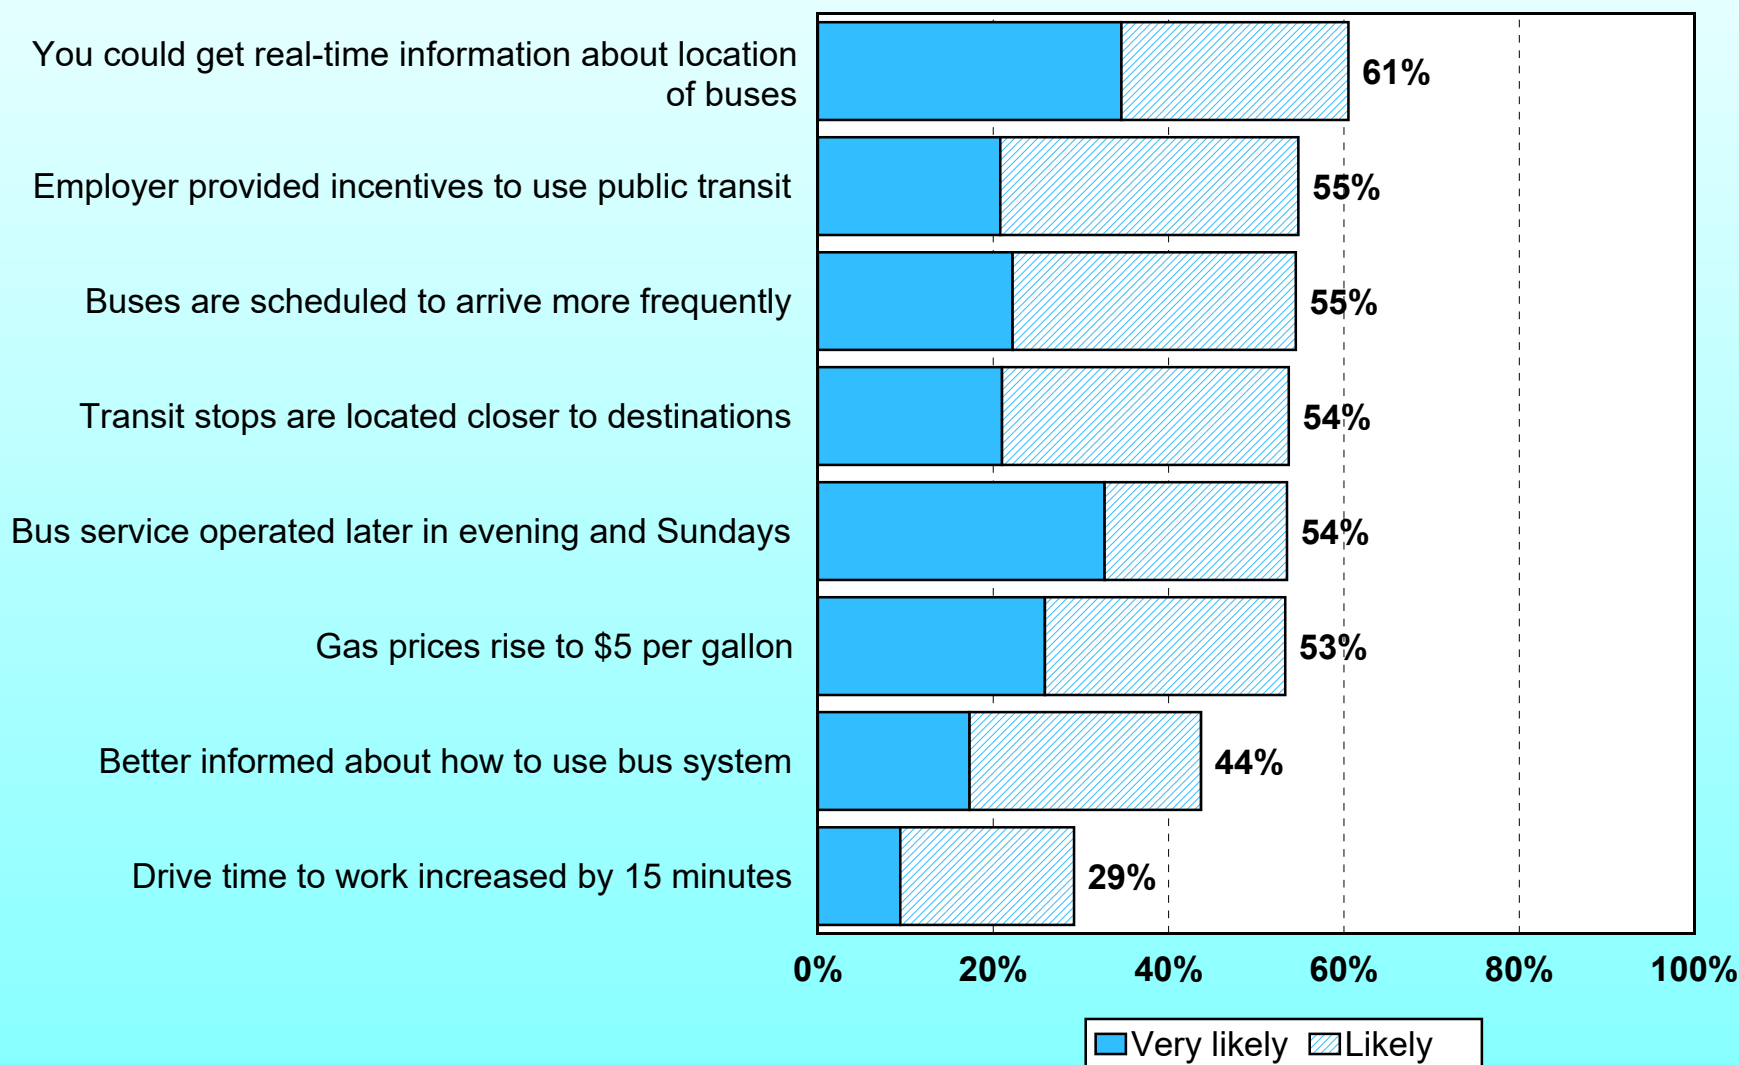 You could get real-time information about location
of buses
61%
Employer provided incentives to use public transit
55%
Buses are scheduled to arrive more frequently
55%
Transit stops are located closer to destinations
54%
Bus service operated later in evening and Sundays
54%
Gas prices rise to $5 per gallon
53%
Better informed about how to use bus system
44%
Drive time to work increased by 15 minutes
29%
0% 20% 40% 60% 80% 100%
Very likely Likely